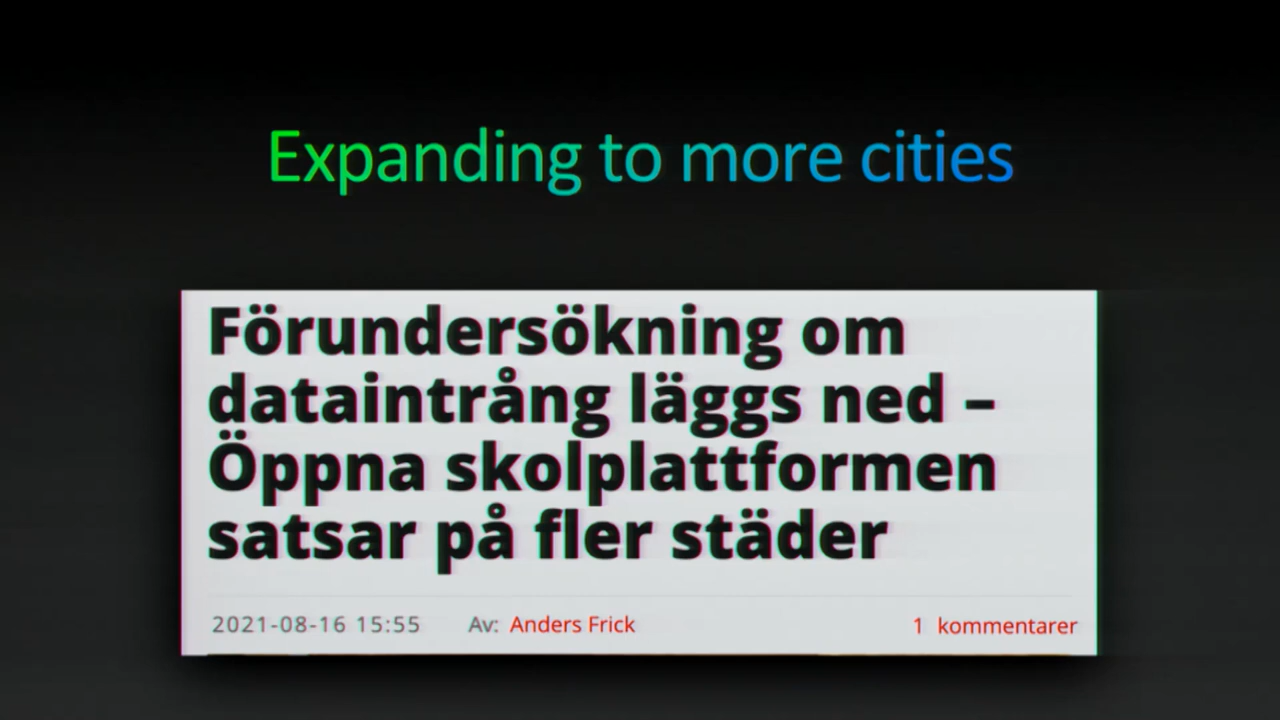 Expanding to more cities
Förundersökning om
dataintrång läggs ned –
Öppna skolplattformen
satsar på fler städer
2021-08-16 15:55 Av: Anders Frick 1 kommentarer